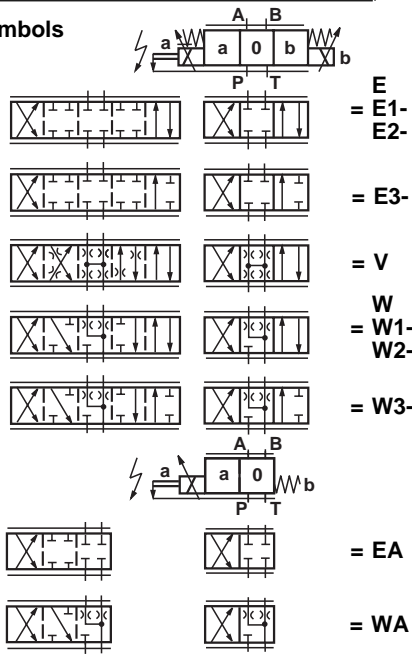 mbols
A B
a a 0 b b
P T
E
= E1-
E2-
= E3-
= V
W
= W1-
W2-
= W3-
A B
a a 0 b
P T
= EA
= WA